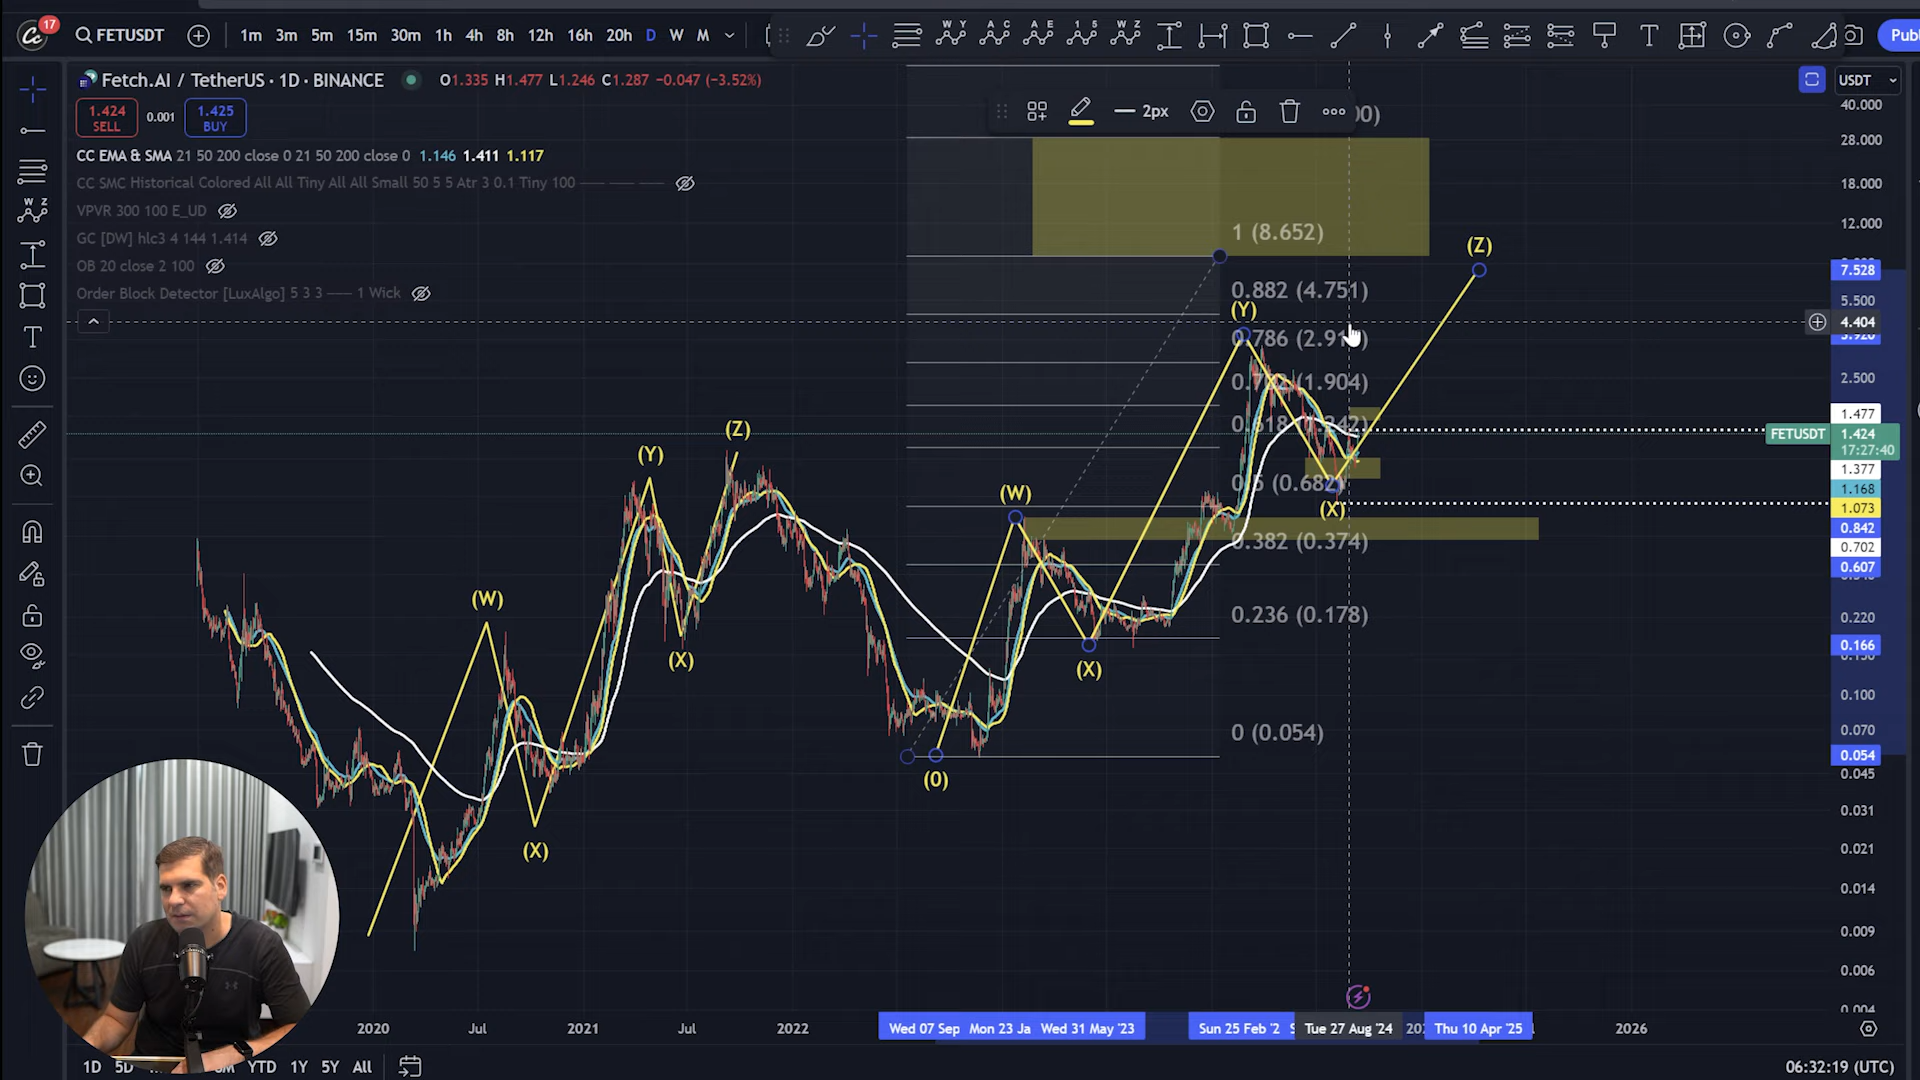 17
FETUSDT
1m 3m 5m 15m 30m 1h 4h 8h 12h 16h 20h D W M
W Y A C A E 1 5 W Z
T
Publ
Fetch.AI / TetherUS · 1D · BINANCE
O1.335 H1.477 L1.246 C1.287 −0.047 (−3.52%)
1.424
SELL
0.001
1.425
BUY
CC EMA & SMA 21 50 200 close 0 21 50 200 close 0 1.146 1.411 1.117
CC SMC Historical Colored All All Tiny All All Small 50 5 5 Atr 3 0.1 Tiny 100
VPVR 300 100 E_UD
GC [DW] hlc3 4 144 1.414
OB 20 close 2 100
Order Block Detector [LuxAlgo] 5 3 3 1 Wick
W Z
T
2px
1 (8.652)
0.882 (4.751)
(1.904)
0.382 (0.374)
0.236 (0.178)
0 (0.054)
(W)
(X)
(Y)
(X)
(Z)
(0)
(W)
(X)
(Y)
(X)
(Z)
USDT
40.000
28.000
18.000
12.000
7.528
5.500
4.404
2.500
1.477
FETUSDT 1.424
17:27:40
1.377
1.168
1.073
0.842
0.702
0.607
0.220
0.166
0.100
0.070
0.054
0.045
0.031
0.021
0.014
0.009
0.006
0.004
2020 Jul 2021 Jul 2022 Wed 07 Sep Mon 23 Ja Wed 31 May '23 Sun 25 Feb '2 Tue 27 Aug '24 Thu 10 Apr '25 2026
1D YTD 1Y 5Y All
06:32:19 (UTC)